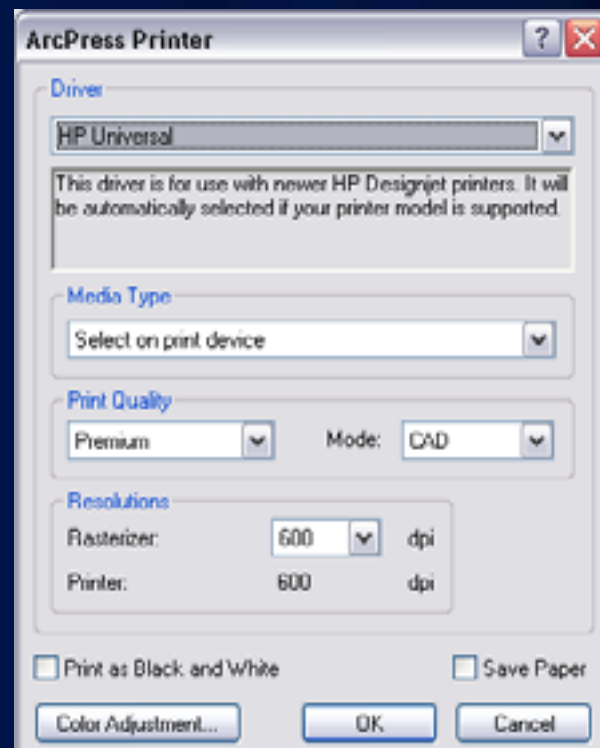 ArcPress Printer
Driver
HP Universal
This driver is for use with newer HP Designjet printers. It will
be automatically selected if your printer model is supported.
Media Type
Select on print device
Print Quality
Premium Mode: CAD
Resolutions
Rasterizer: 600 dpi
Printer: 600 dpi
Print as Black and White Save Paper
Color Adjustment... OK Cancel